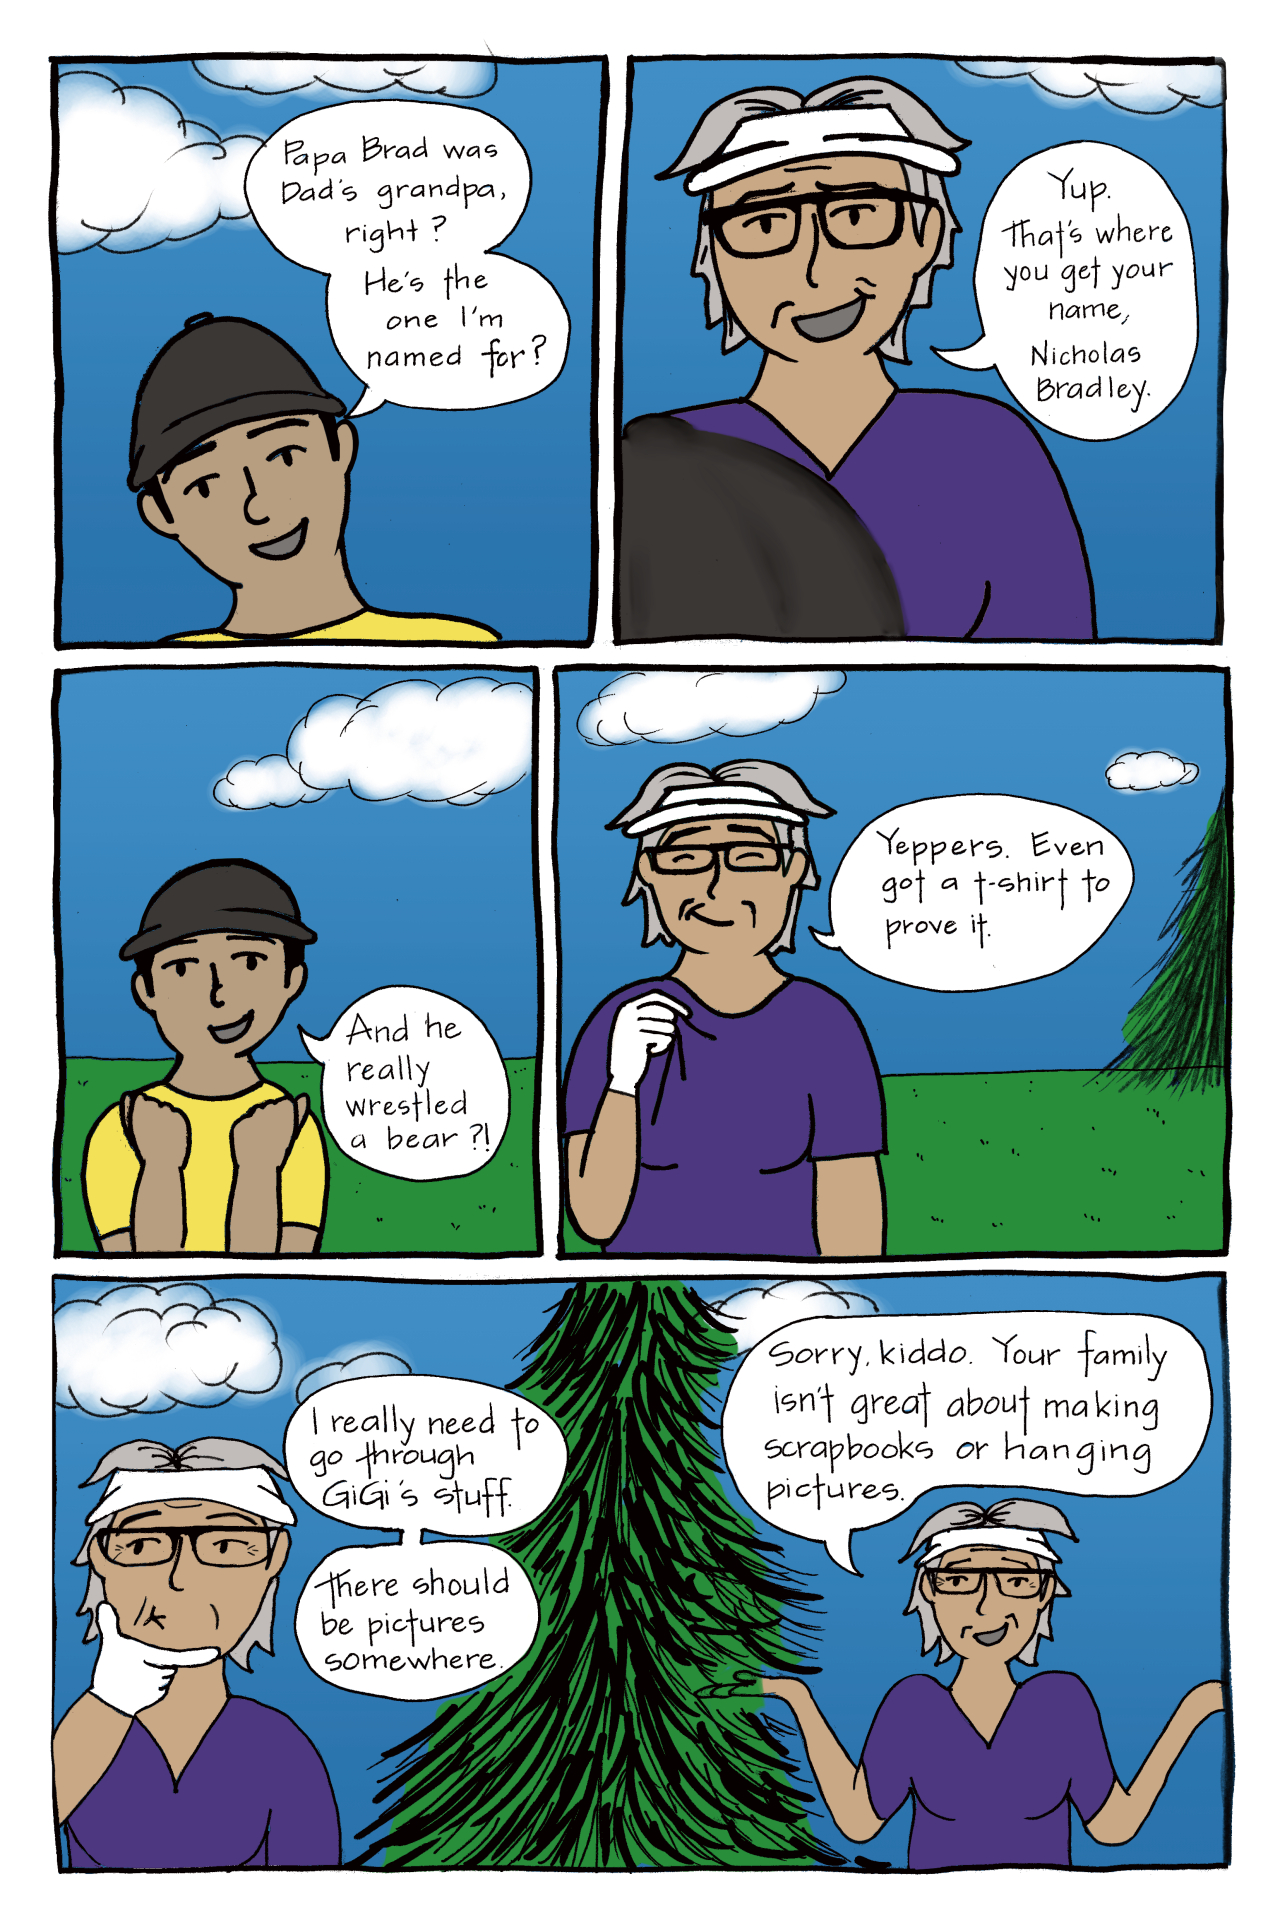 Papa Brad was
Dad's grandpa,
right?
He's the
one I'm
named for?
Yup.
That's where
you get your
name,
Nicholas
Bradley.
And he
really
wrestled
a bear?!
Yeppers. Even
got a t-shirt to
prove it.
I really need to
go through
GiGi's stuff.
There should
be pictures
somewhere.
Sorry, kiddo. Your family
isn't great about making
scrapbooks or hanging
pictures.